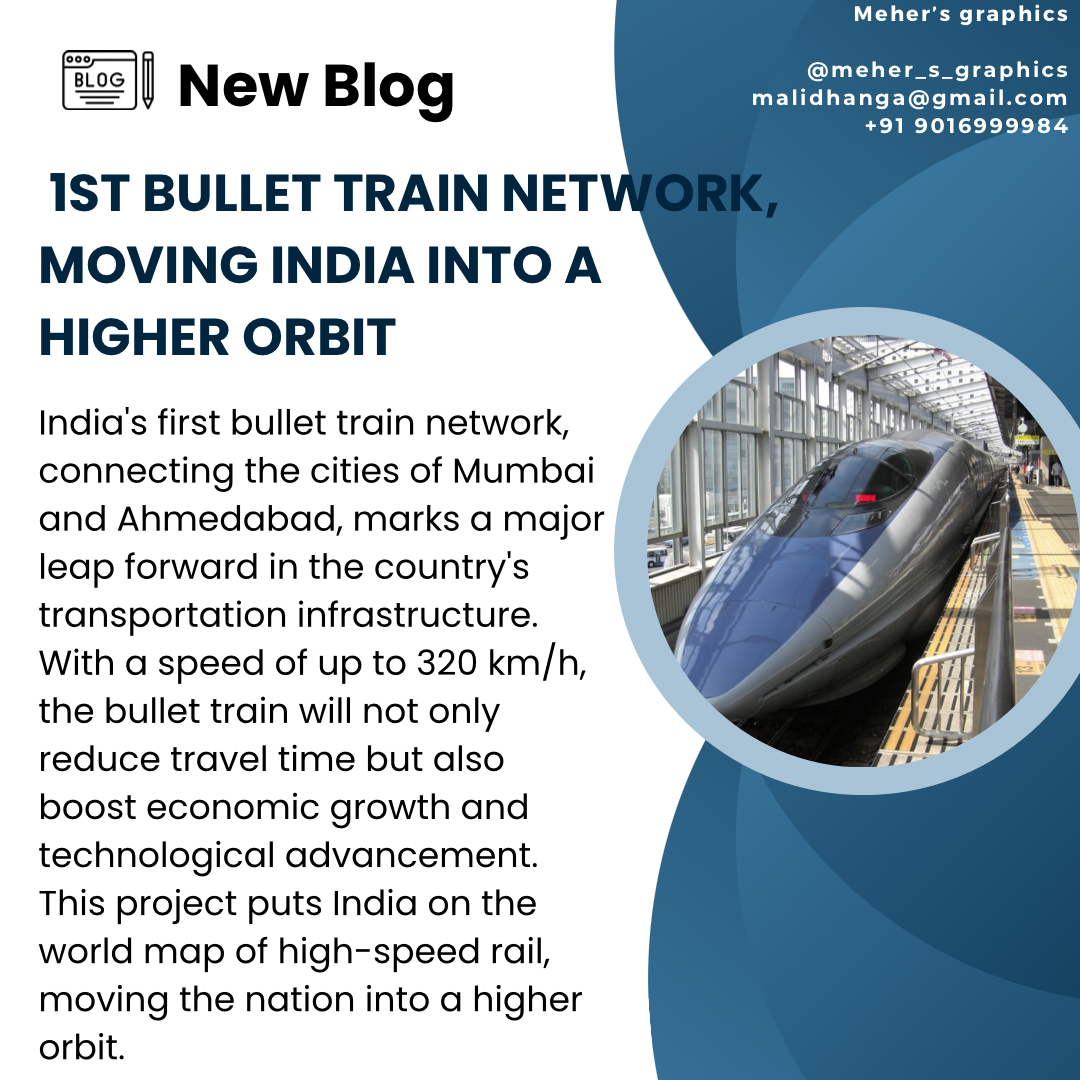 Meher’s graphics
@meher_s_graphics
malidhanga@gmail.com
+91 9016999984
BLOG
New Blog
1ST BULLET TRAIN NETWORK,
MOVING INDIA INTO A
HIGHER ORBIT
India's first bullet train network,
connecting the cities of Mumbai
and Ahmedabad, marks a major
leap forward in the country's
transportation infrastructure.
With a speed of up to 320 km/h,
the bullet train will not only
reduce travel time but also
boost economic growth and
technological advancement.
This project puts India on the
world map of high-speed rail,
moving the nation into a higher
orbit.